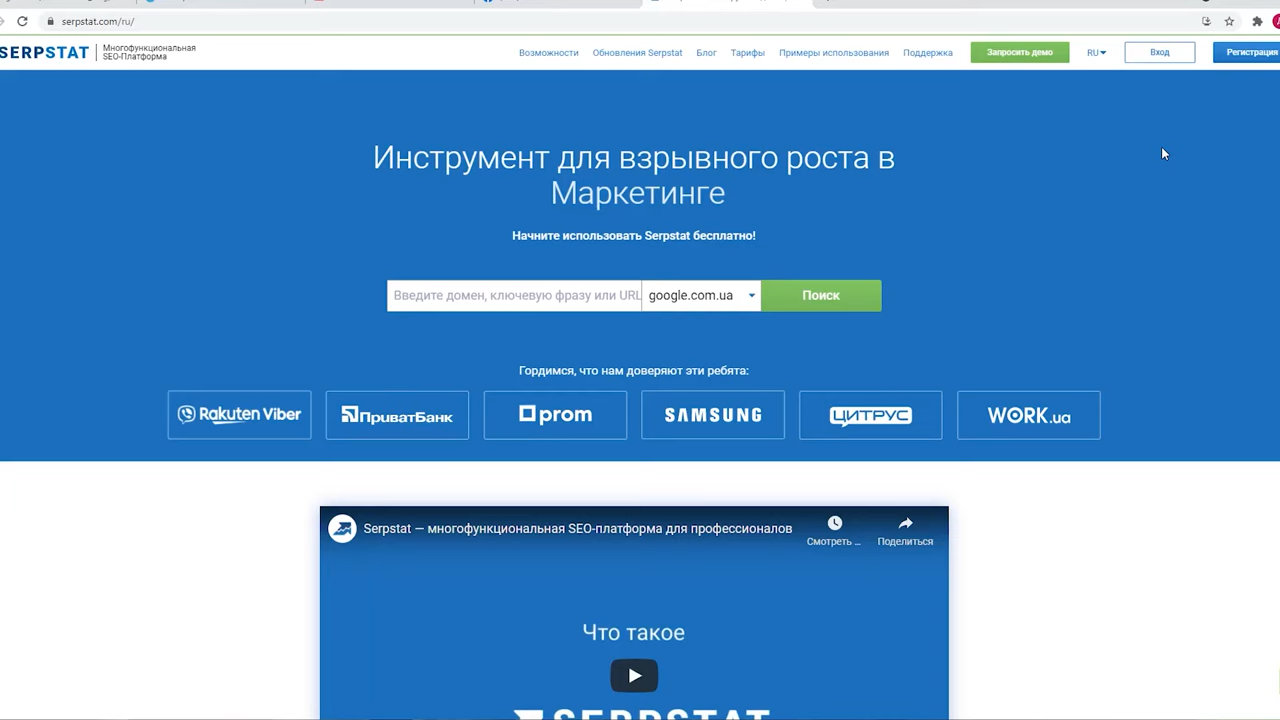 serpstat.com/ru/
SERPSTAT
Многофункциональная
SEO-Платформа
Возможности
Обновления Serpstat
Блог
Тарифы
Примеры использования
Поддержка
Запросить демо
RU
Вход
Регистрация
Инструмент для взрывного роста в
Маркетинге
Начните использовать Serpstat бесплатно!
Введите домен, ключевую фразу или URL
google.com.ua
Поиск
Гордимся, что нам доверяют эти ребята:
Rakuten Viber
ПриватБанк
prom
SAMSUNG
ЦИТРУС
WORK.ua
Serpstat — многофункциональная SEO-платформа для профессионалов
Смотреть ...
Поделиться
Что такое
SERPSTAT